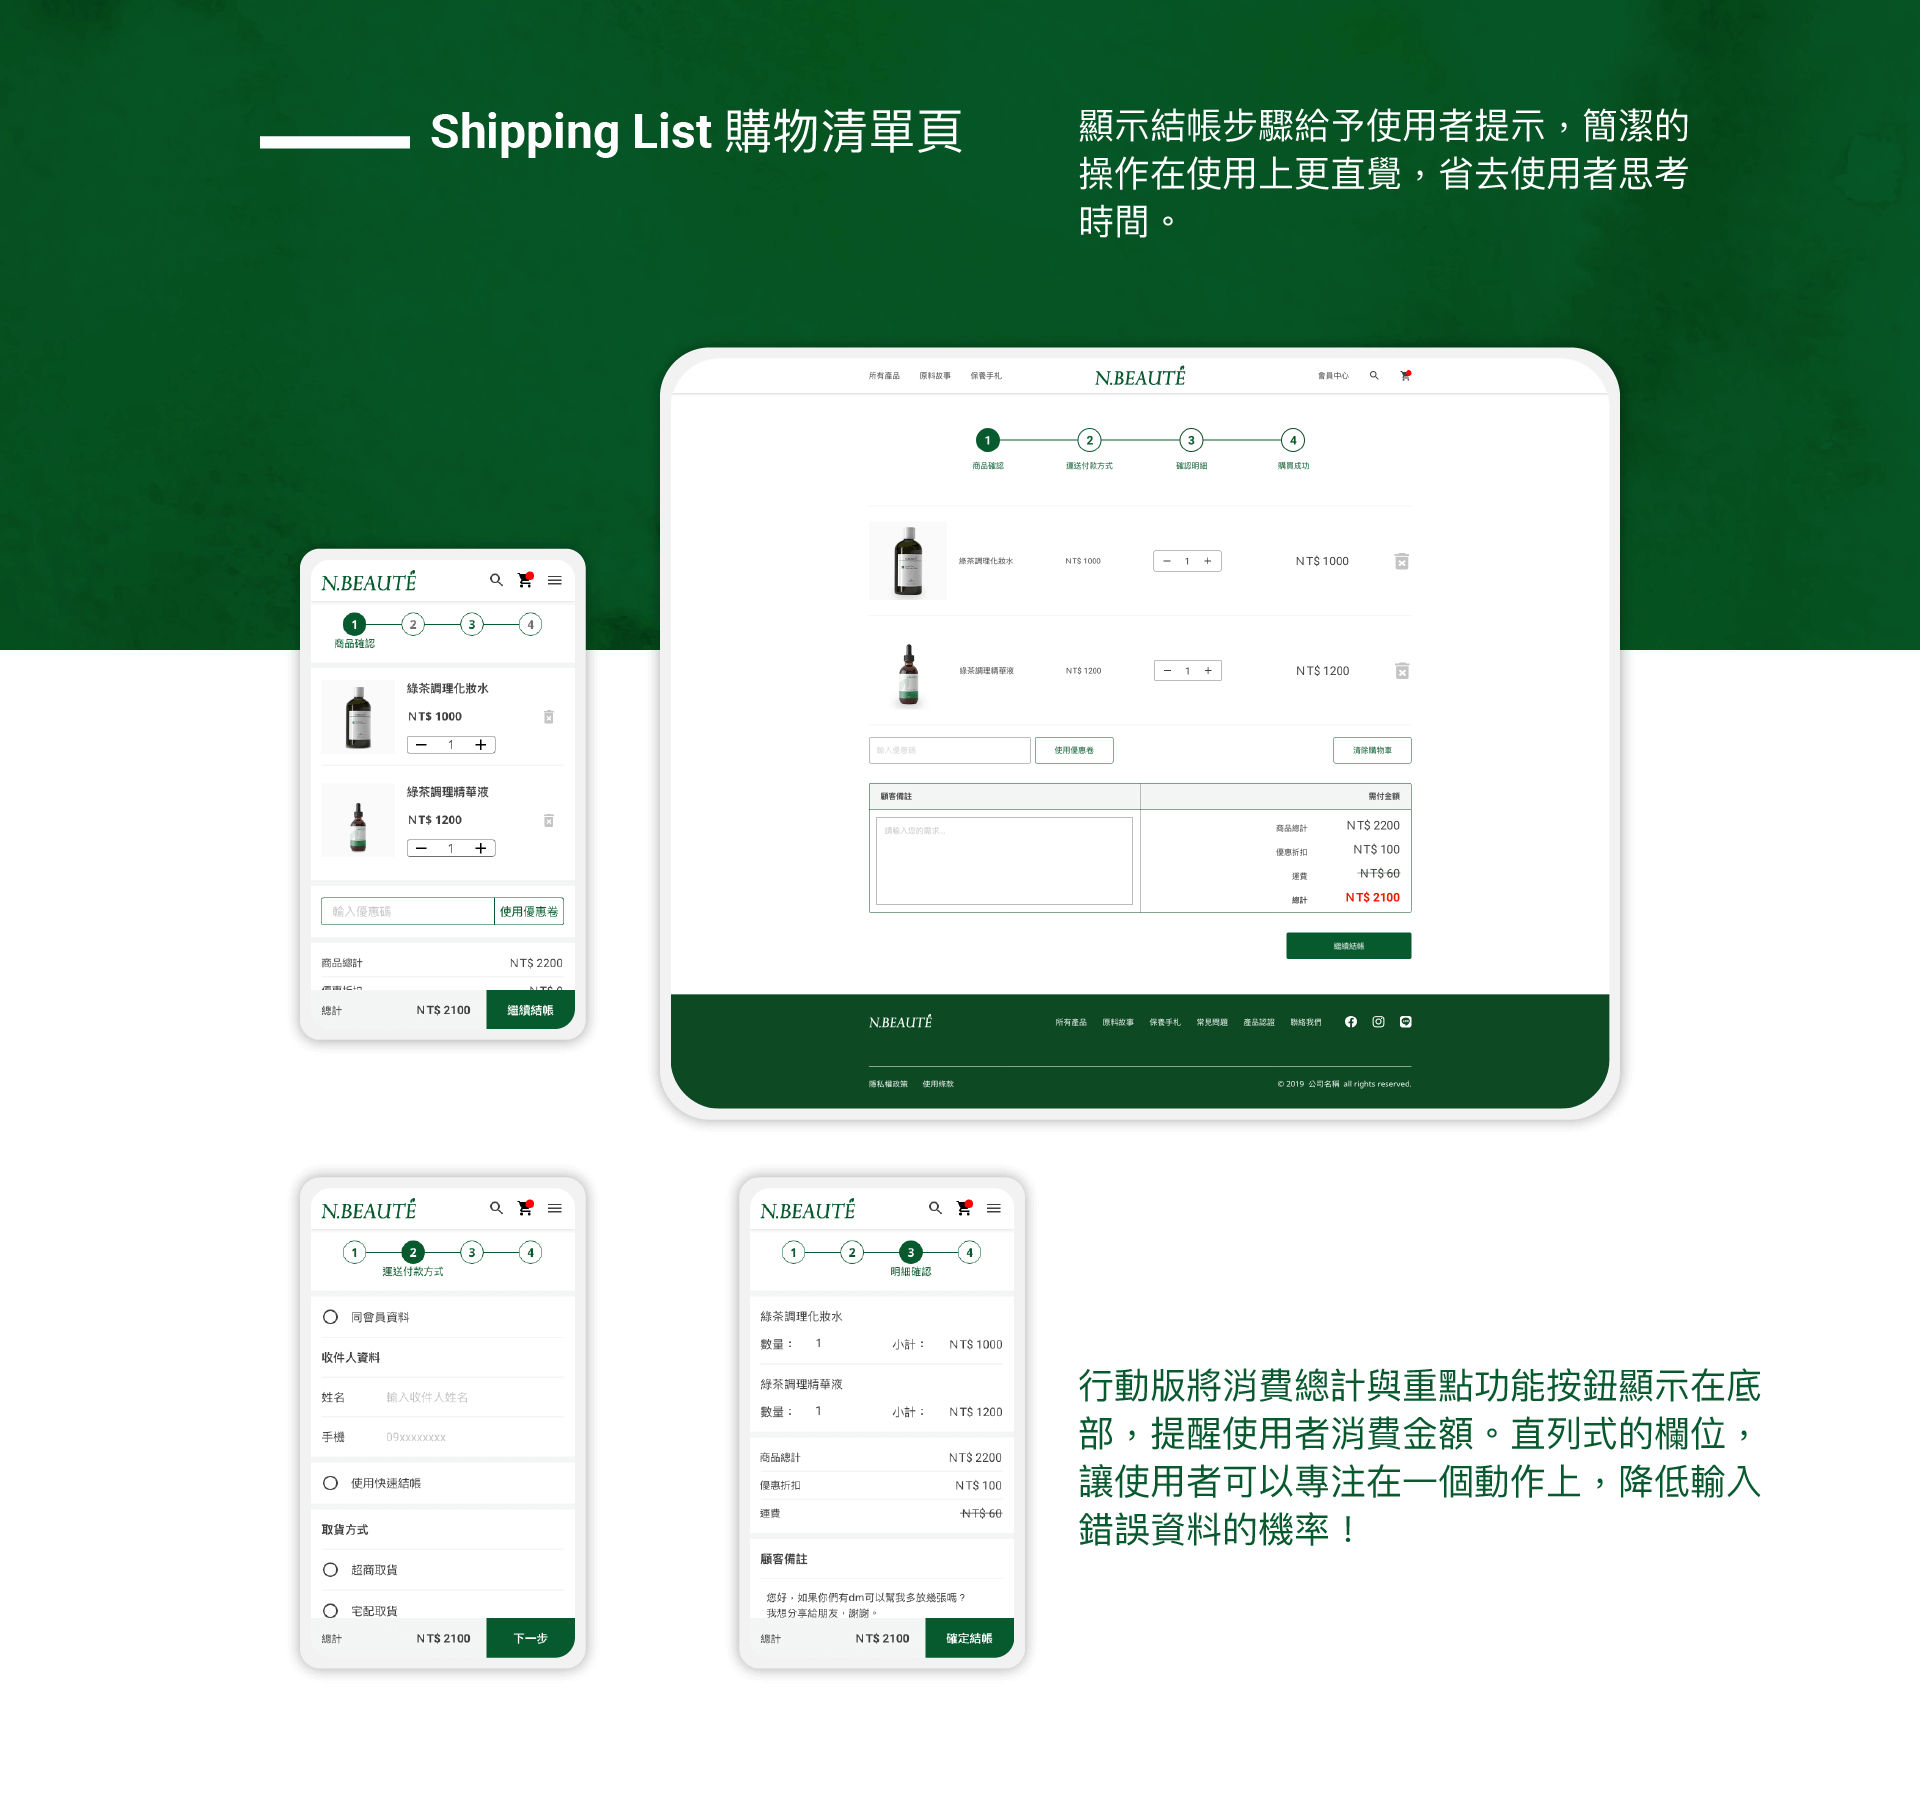 Shipping List 購物清單頁
顯示結帳步驟給予使用者提示，簡潔的
操作在使用上更直覺，省去使用者思考
時間。
所有產品 原料故事 保養手札 N.BEAUTÉ 會員中心
1 2 3 4
商品確認 運送付款方式 確認明細 購買成功
綠茶調理化妝水 NT$ 1000 − 1 + NT$ 1000
綠茶調理精華液 NT$ 1200 − 1 + NT$ 1200
輸入優惠碼 使用優惠卷 清除購物車
顧客備註 需付金額
請輸入您的需求...
商品總計 NT$ 2200
優惠折扣 NT$ 100
運費 NT$ 60
總計 NT$ 2100
繼續結帳
N.BEAUTÉ 所有產品 原料故事 保養手札 常見問題 產品認證 聯絡我們
隱私權政策 使用條款 © 2019 公司名稱 all rights reserved.
N.BEAUTÉ
1 2 3 4
商品確認
綠茶調理化妝水
NT$ 1000
− 1 +
綠茶調理精華液
NT$ 1200
− 1 +
輸入優惠碼 使用優惠卷
商品總計 NT$ 2200
優惠折扣 NT$ 0
總計 NT$ 2100 繼續結帳
N.BEAUTÉ
1 2 3 4
運送付款方式
同會員資料
收件人資料
姓名 輸入收件人姓名
手機 09xxxxxxxx
使用快速結帳
取貨方式
超商取貨
宅配取貨
總計 NT$ 2100 下一步
N.BEAUTÉ
1 2 3 4
明細確認
綠茶調理化妝水
數量： 1 小計： NT$ 1000
綠茶調理精華液
數量： 1 小計： NT$ 1200
商品總計 NT$ 2200
優惠折扣 NT$ 100
運費 NT$ 60
顧客備註
您好，如果你們有dm可以幫我多放幾張嗎？
我想分享給朋友，謝謝。
總計 NT$ 2100 確定結帳
行動版將消費總計與重點功能按鈕顯示在底
部，提醒使用者消費金額。直列式的欄位，
讓使用者可以專注在一個動作上，降低輸入
錯誤資料的機率！